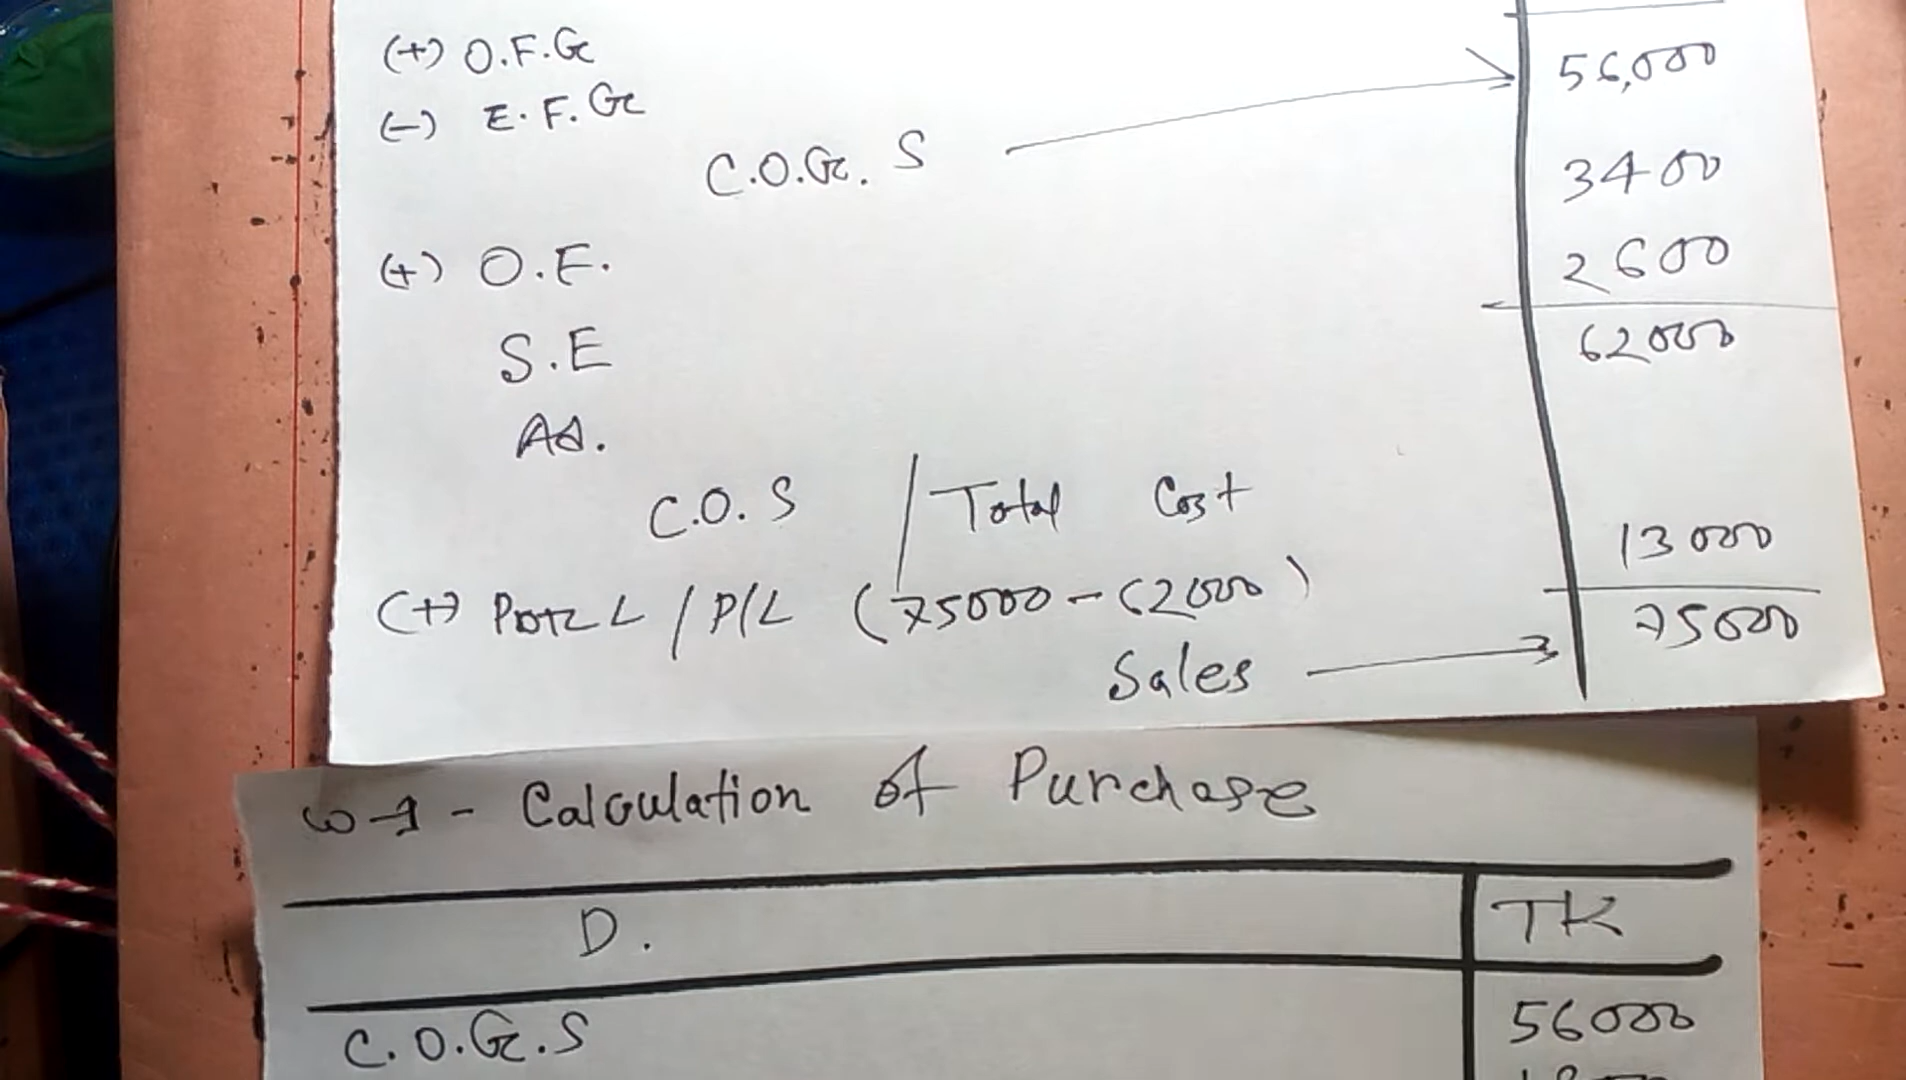 (+) O.F.G
(-) E.F.G
C.O.G.S 56,000
3400
(+) O.E. 2600
S.E 62000
Ad.
C.O.S / Total Cost
13000
(+) / P/L (75000-62000)
Sales 75000
W-1 - Calculation of Purchase
D. TK
C.O.G.S 56000